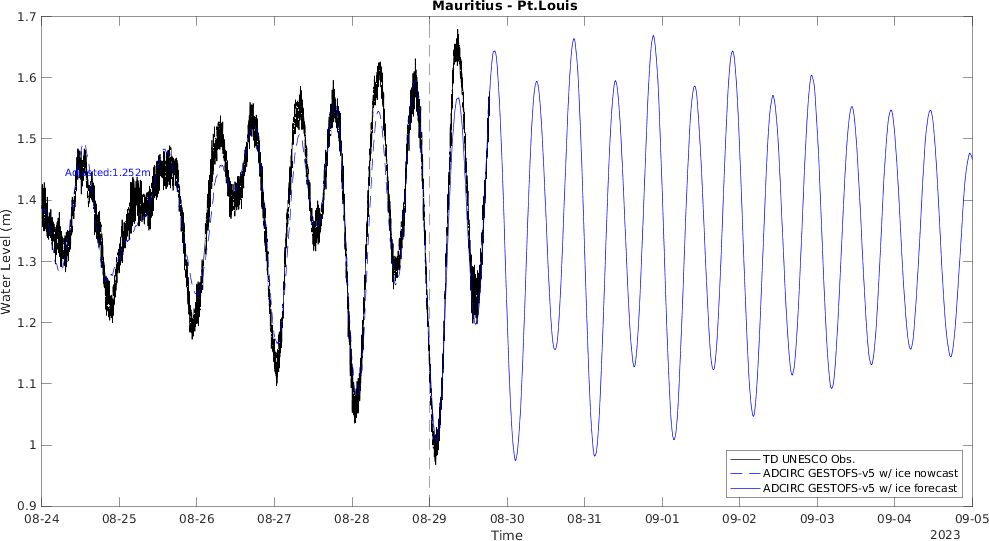 Mauritius - Pt.Louis
1.7
1.6
1.5
1.4
1.3
1.2
1.1
1
0.9
Water Level (m)
Adjusted:1.252m
TD UNESCO Obs.
ADCIRC GESTOFS-v5 w/ ice nowcast
ADCIRC GESTOFS-v5 w/ ice forecast
08-24 08-25 08-26 08-27 08-28 08-29 08-30 08-31 09-01 09-02 09-03 09-04 09-05
Time
2023